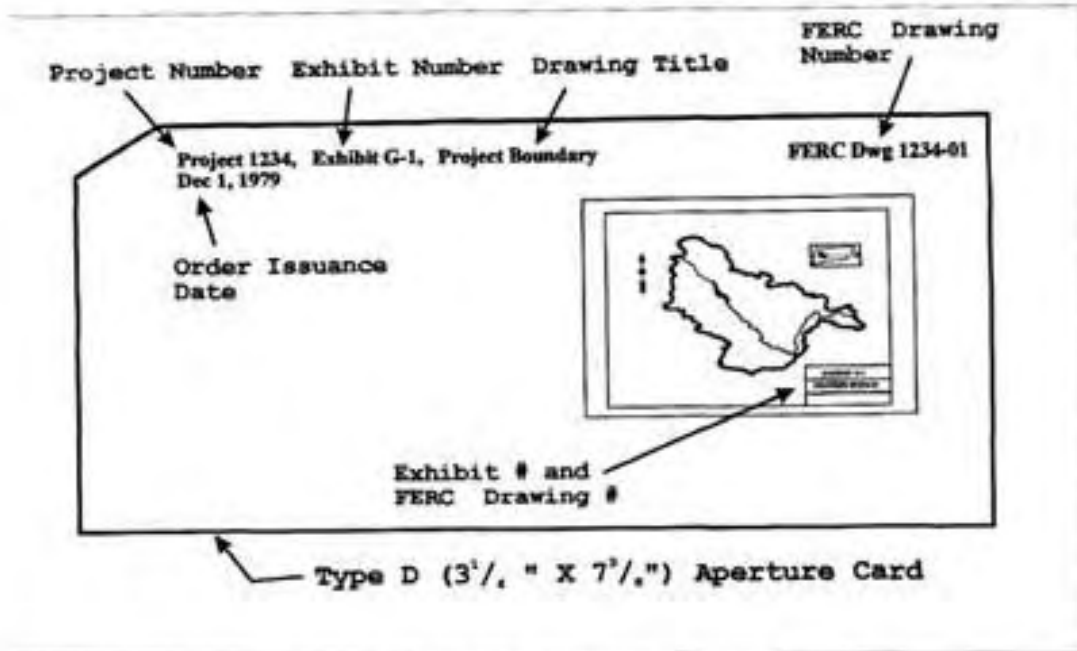 FERC Drawing
Number
Project Number Exhibit Number Drawing Title
Project 1234, Exhibit G-1, Project Boundary
Dec 1, 1979
FERC Dwg 1234-01
Order Issuance
Date
Exhibit # and
FERC Drawing #
Type D (3¹/₄ " X 7³/₈") Aperture Card